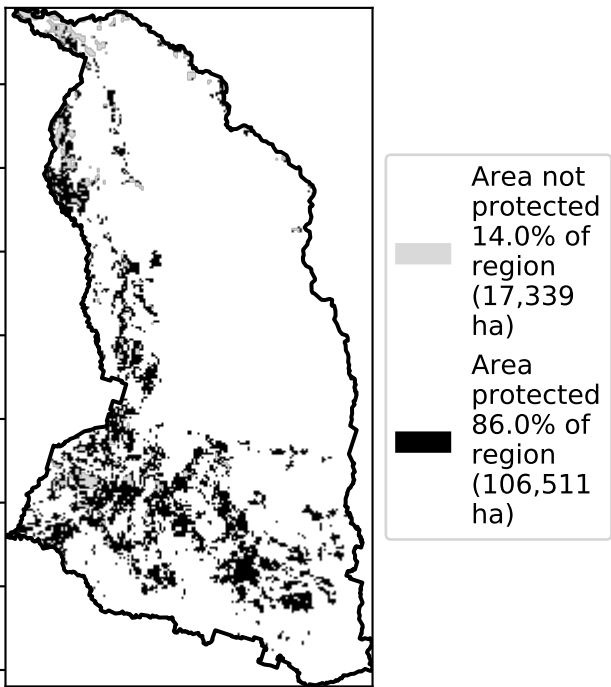 Area not
protected
14.0% of
region
(17,339
ha)
Area
protected
86.0% of
region
(106,511
ha)